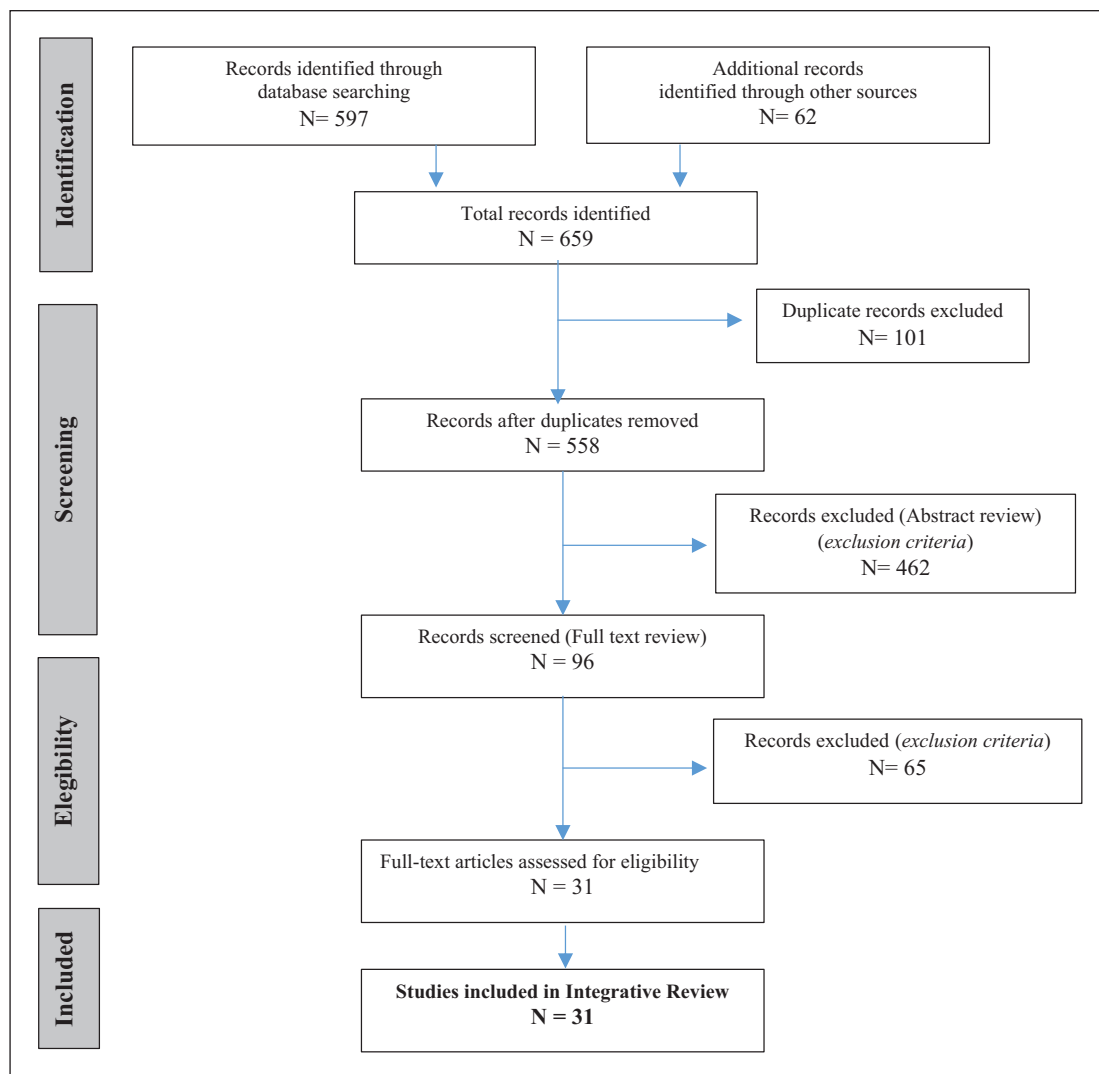 Identification
Records identified through
database searching
N= 597
Additional records
identified through other sources
N= 62
Total records identified
N = 659
Screening
Duplicate records excluded
N= 101
Records after duplicates removed
N = 558
Records excluded (Abstract review)
(exclusion criteria)
N= 462
Records screened (Full text review)
N = 96
Elegibility
Records excluded (exclusion criteria)
N= 65
Full-text articles assessed for eligibility
N = 31
Included
Studies included in Integrative Review
N = 31